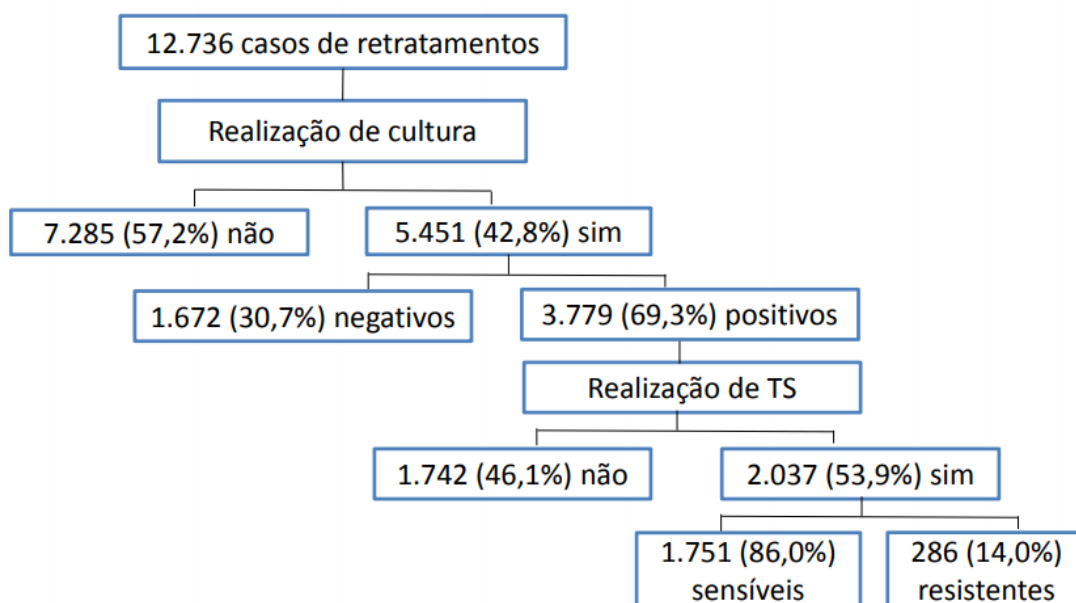 12.736 casos de retratamentos
Realização de cultura
7.285 (57,2%) não
5.451 (42,8%) sim
1.672 (30,7%) negativos
3.779 (69,3%) positivos
Realização de TS
1.742 (46,1%) não
2.037 (53,9%) sim
1.751 (86,0%)
sensíveis
286 (14,0%)
resistentes